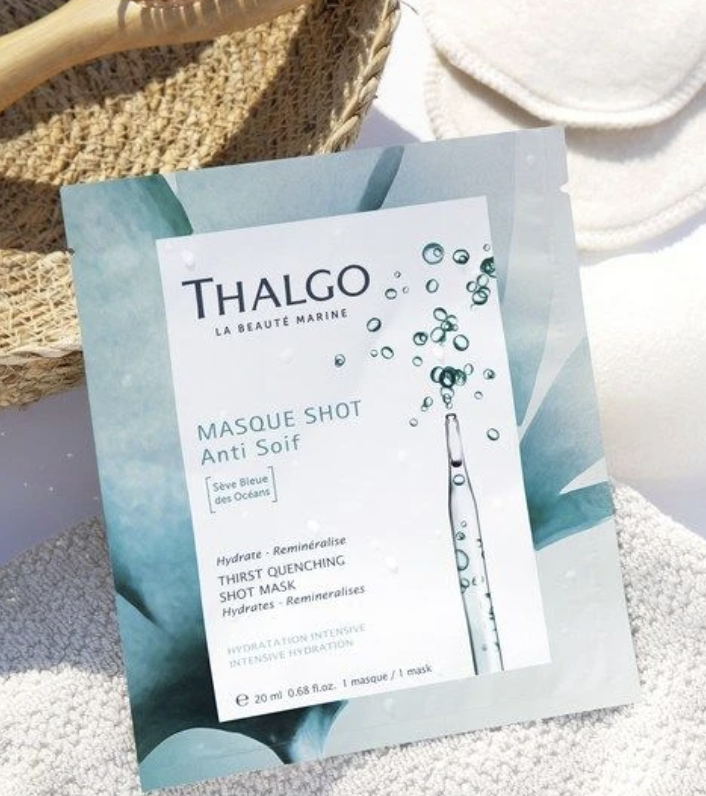 THALGO
LA BEAUTÉ MARINE
MASQUE SHOT
Anti Soif
Sève Bleue
des Océans
Hydrate - Reminéralise
THIRST QUENCHING
SHOT MASK
Hydrates - Remineralises
HYDRATATION INTENSIVE
INTENSIVE HYDRATION
℮ 20 ml 0.68 fl.oz. 1 masque / 1 mask